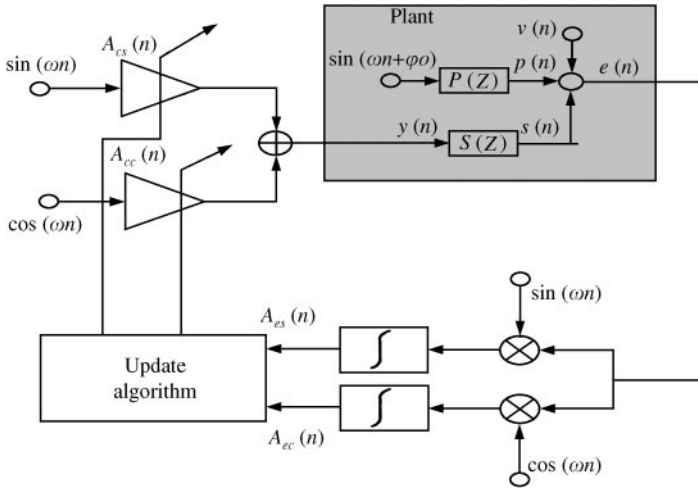 Plant
A_cs (n)
v (n)
sin (ωn)
sin (ωn+φo)
p (n)
e (n)
P (Z)
A_cc (n)
y (n)
s (n)
S (Z)
cos (ωn)
sin (ωn)
A_es (n)
∫
Update
algorithm
∫
A_ec (n)
cos (ωn)